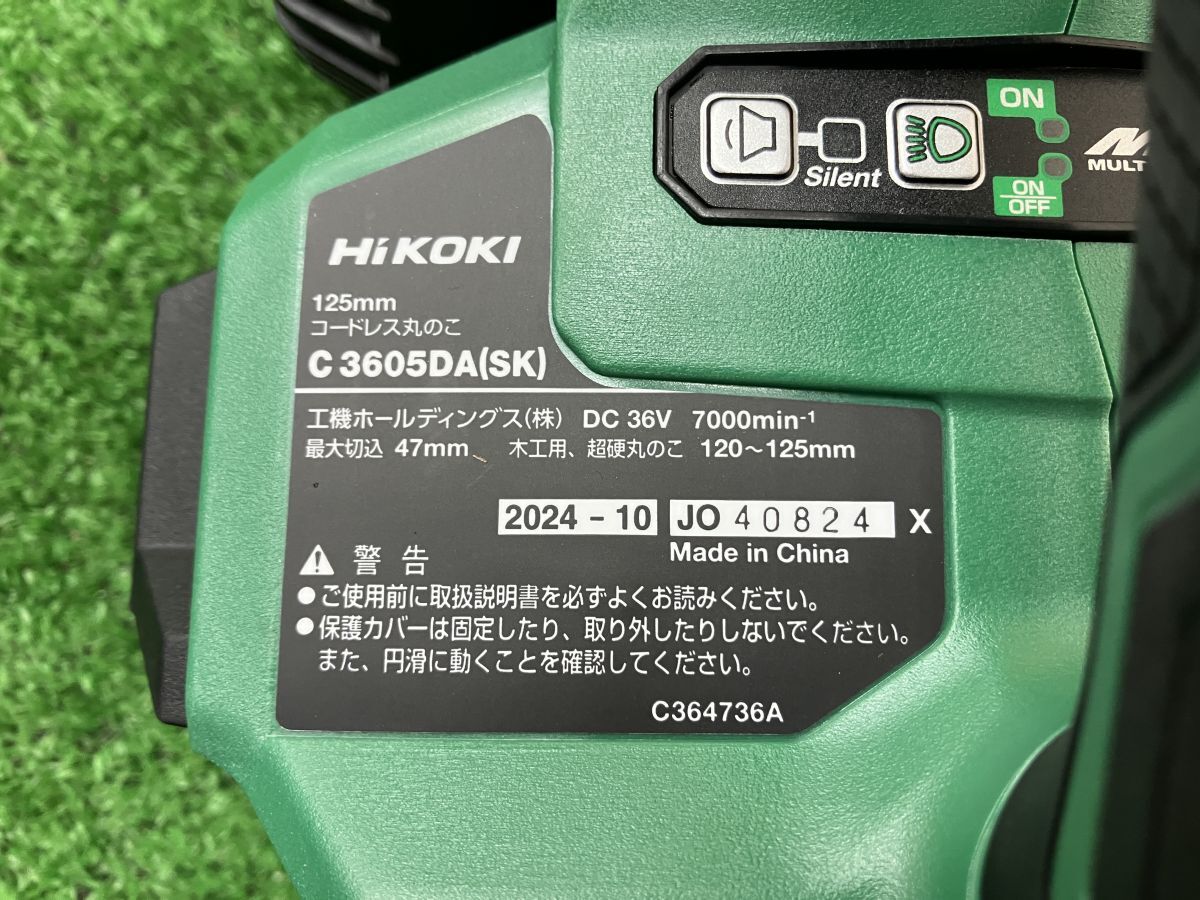 ON
Silent
MULT
ON
OFF
HiKOKI
125mm
コードレス丸のこ
C 3605DA(SK)
工機ホールディングス(株) DC 36V 7000min-1
最大切込 47mm 木工用、超硬丸のこ 120～125mm
2024 - 10 JO 40824 X
Made in China
警告
●ご使用前に取扱説明書を必ずよくお読みください。
●保護カバーは固定したり、取り外したりしないでください。
また、円滑に動くことを確認してください。
C364736A